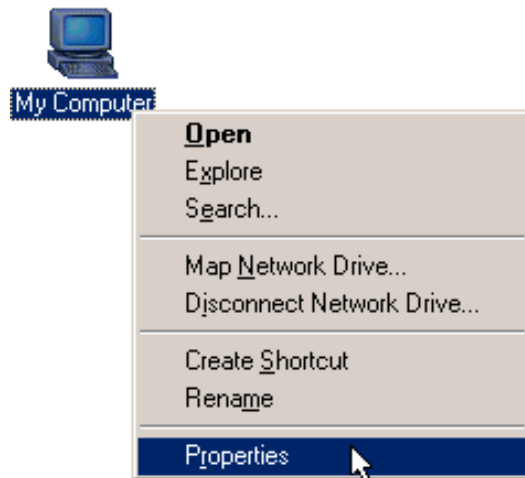 My Computer
Open
Explore
Search...
Map Network Drive...
Disconnect Network Drive...
Create Shortcut
Rename
Properties